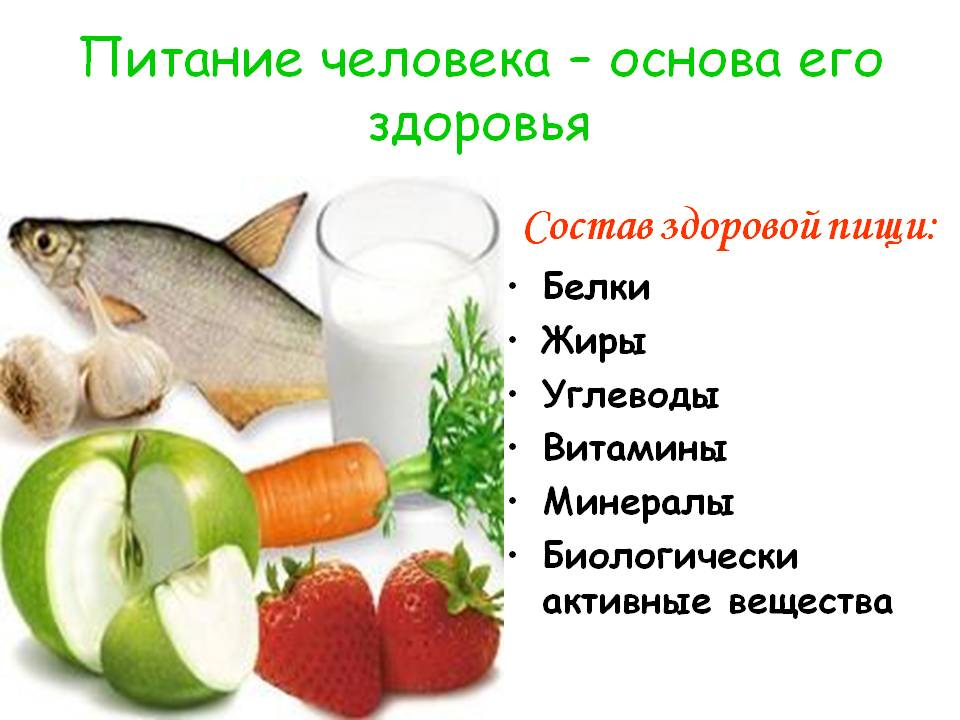 Питание человека – основа его
здоровья
Состав здоровой пищи:
• Белки
• Жиры
• Углеводы
• Витамины
• Минералы
• Биологически
активные вещества